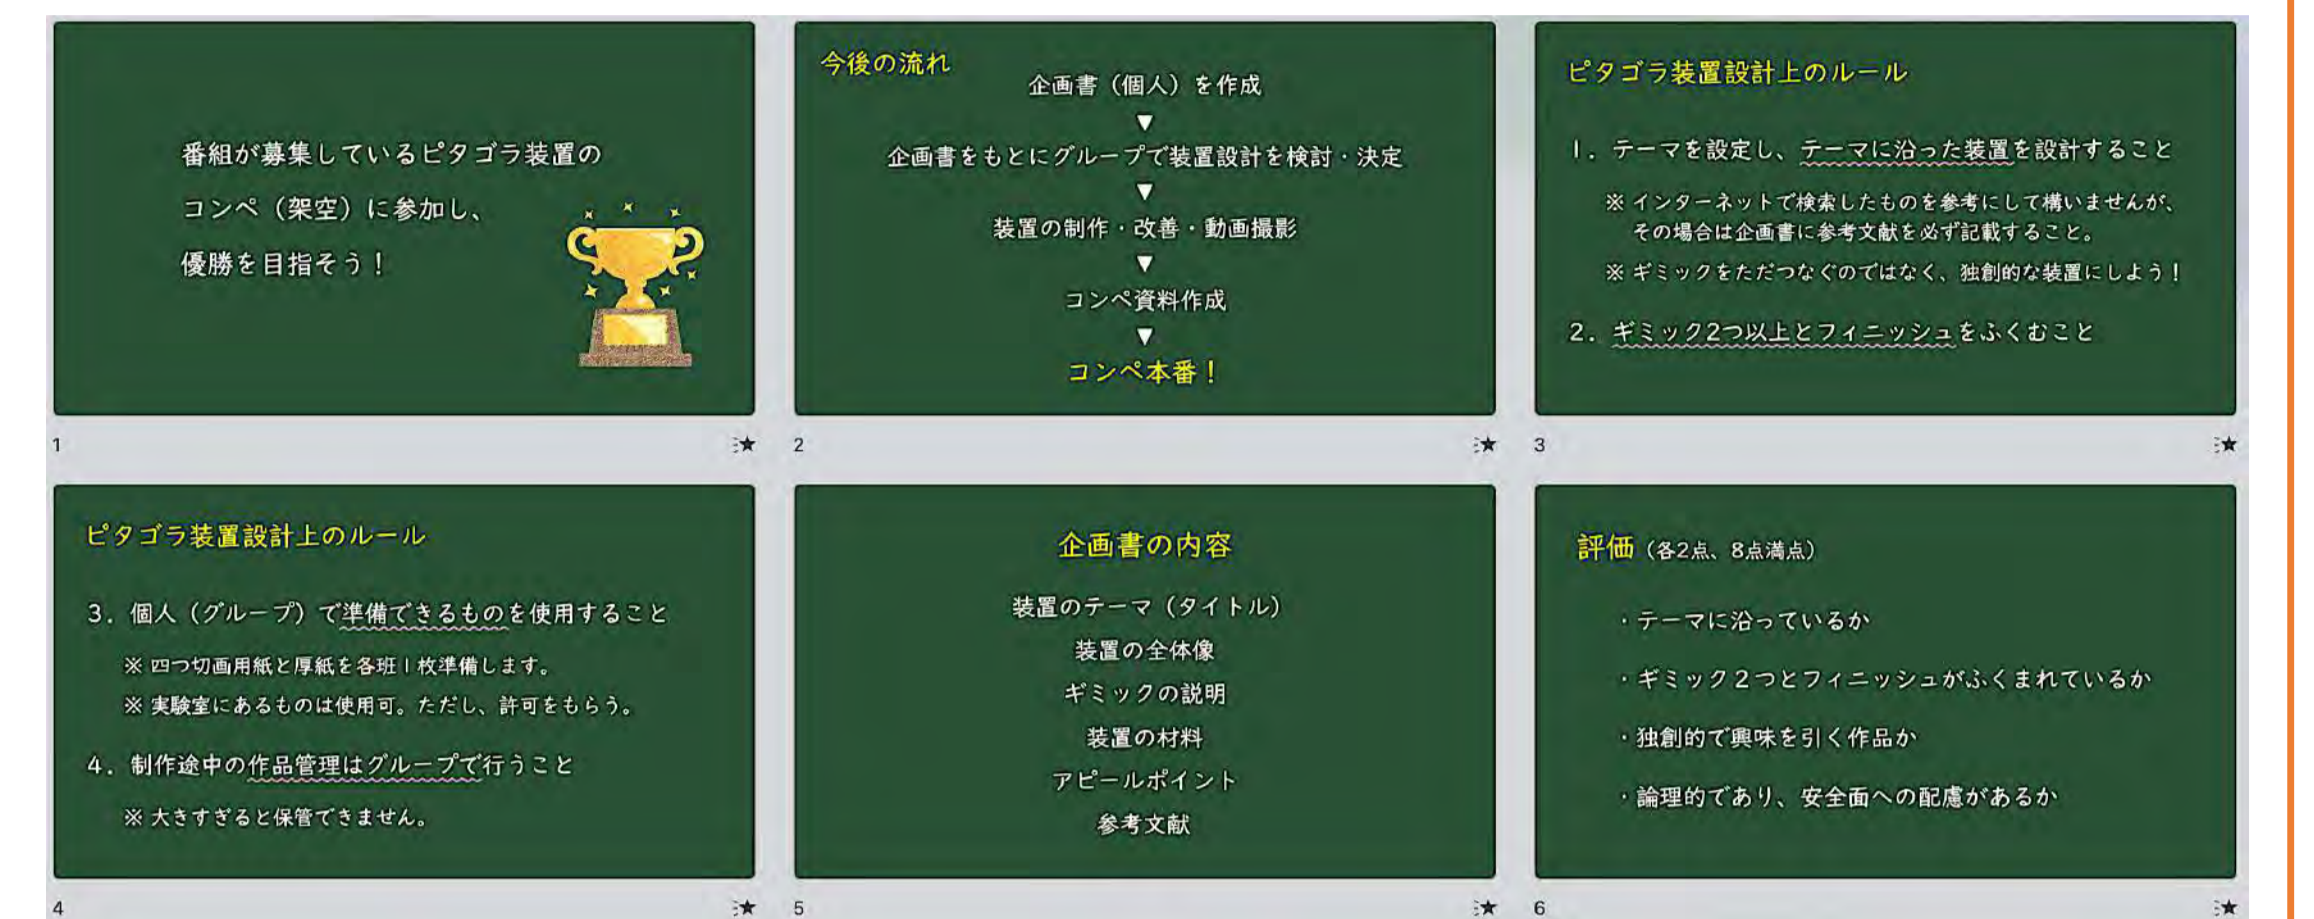 番組が募集しているピタゴラ装置の
コンペ（架空）に参加し、
優勝を目指そう！
1
今後の流れ
企画書（個人）を作成
▼
企画書をもとにグループで装置設計を検討・決定
▼
装置の制作・改善・動画撮影
▼
コンペ資料作成
▼
コンペ本番！
2
ピタゴラ装置設計上のルール
1．テーマを設定し、テーマに沿った装置を設計すること
※ インターネットで検索したものを参考にして構いませんが、
その場合は企画書に参考文献を必ず記載すること。
※ ギミックをただつなぐのではなく、独創的な装置にしよう！
2．ギミック2つ以上とフィニッシュをふくむこと
3
ピタゴラ装置設計上のルール
3．個人（グループ）で準備できるものを使用すること
※ 四つ切画用紙と厚紙を各班1枚準備します。
※ 実験室にあるものは使用可。ただし、許可をもらう。
4．制作途中の作品管理はグループで行うこと
※ 大きすぎると保管できません。
4
企画書の内容
装置のテーマ（タイトル）
装置の全体像
ギミックの説明
装置の材料
アピールポイント
参考文献
5
評価（各2点、8点満点）
・テーマに沿っているか
・ギミック２つとフィニッシュがふくまれているか
・独創的で興味を引く作品か
・論理的であり、安全面への配慮があるか
6